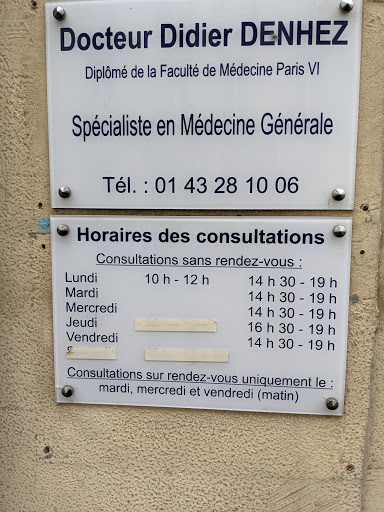 Docteur Didier DENHEZ
Diplômé de la Faculté de Médecine Paris VI
Spécialiste en Médecine Générale
Tél. : 01 43 28 10 06
Horaires des consultations
Consultations sans rendez-vous :
Lundi 10 h - 12 h 14 h 30 - 19 h
Mardi 14 h 30 - 19 h
Mercredi 14 h 30 - 19 h
Jeudi 16 h 30 - 19 h
Vendredi 14 h 30 - 19 h
Consultations sur rendez-vous uniquement le :
mardi, mercredi et vendredi (matin)